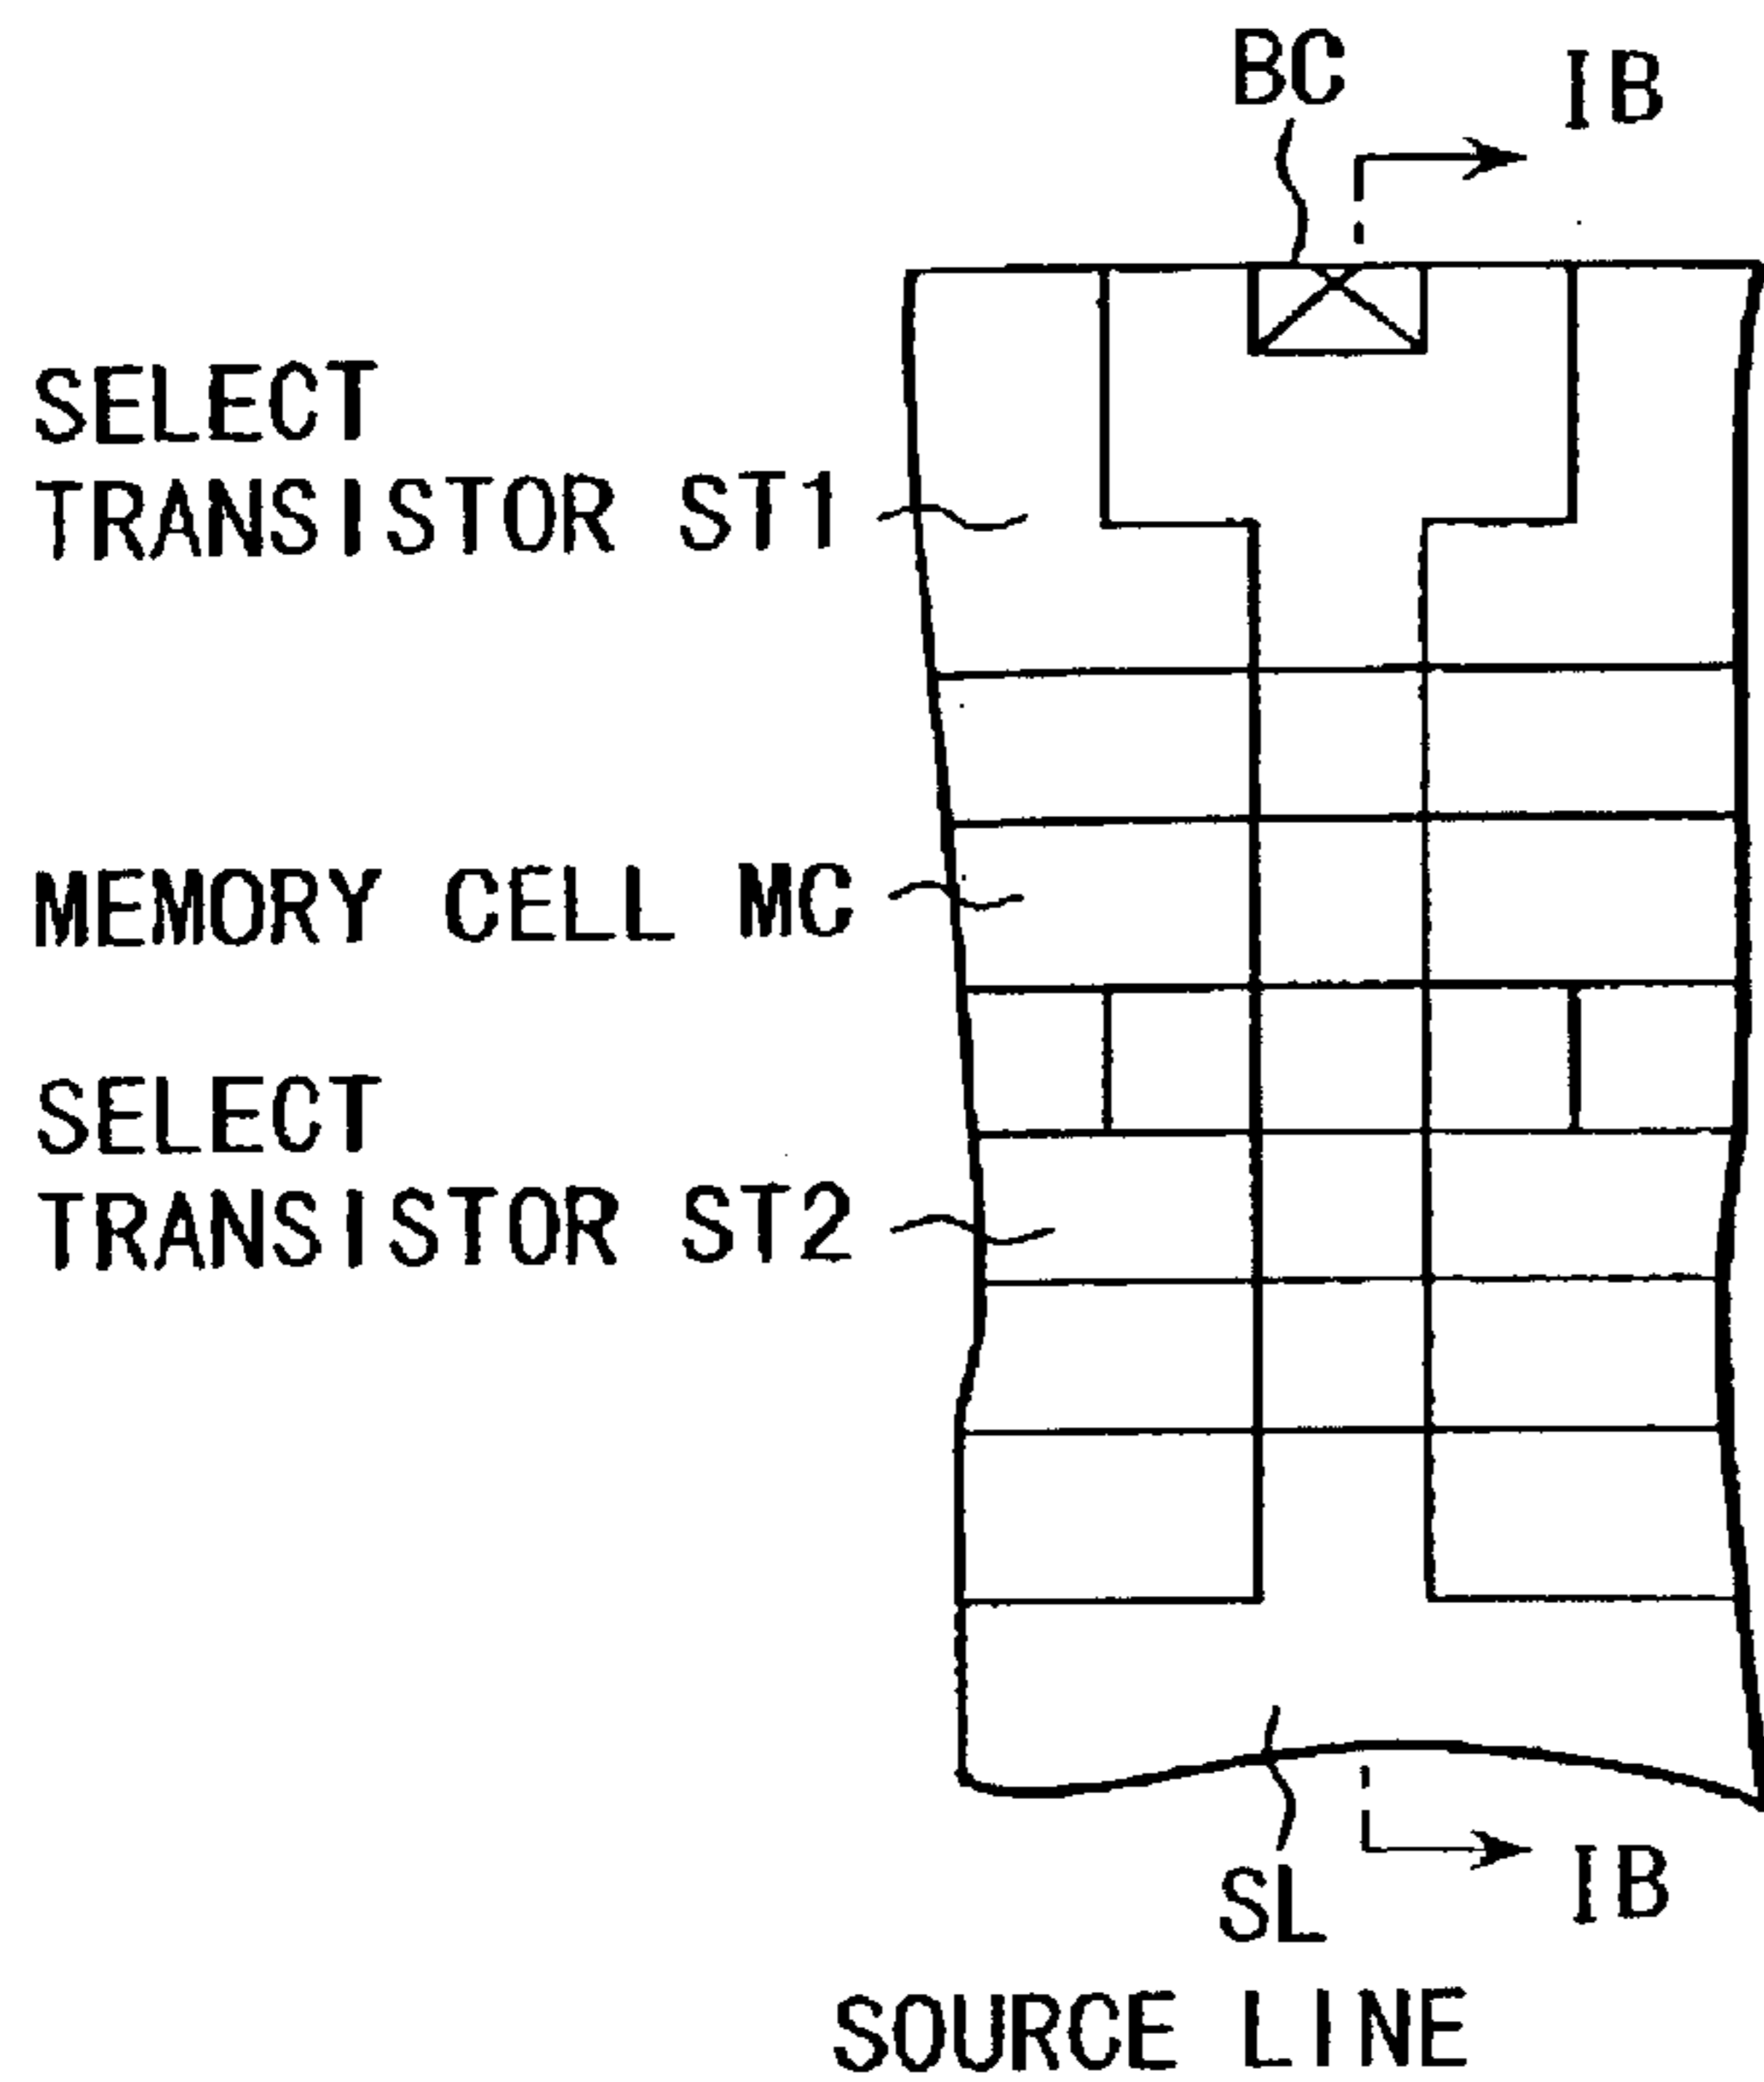 BC
IB
SELECT
TRANSISTOR ST1
MEMORY CELL MC
SELECT
TRANSISTOR ST2
IB
SL
SOURCE LINE